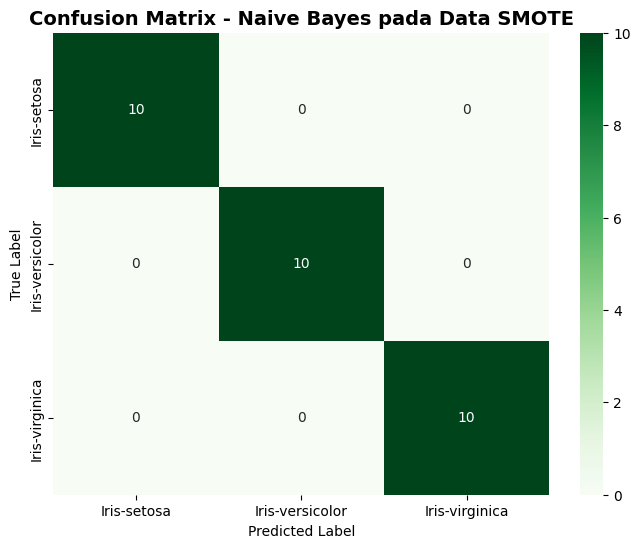 Confusion Matrix - Naive Bayes pada Data SMOTE
True Label
Iris-setosa
10 0 0
Iris-versicolor
0 10 0
Iris-virginica
0 0 10
Iris-setosa Iris-versicolor Iris-virginica
Predicted Label
10
8
6
4
2
0